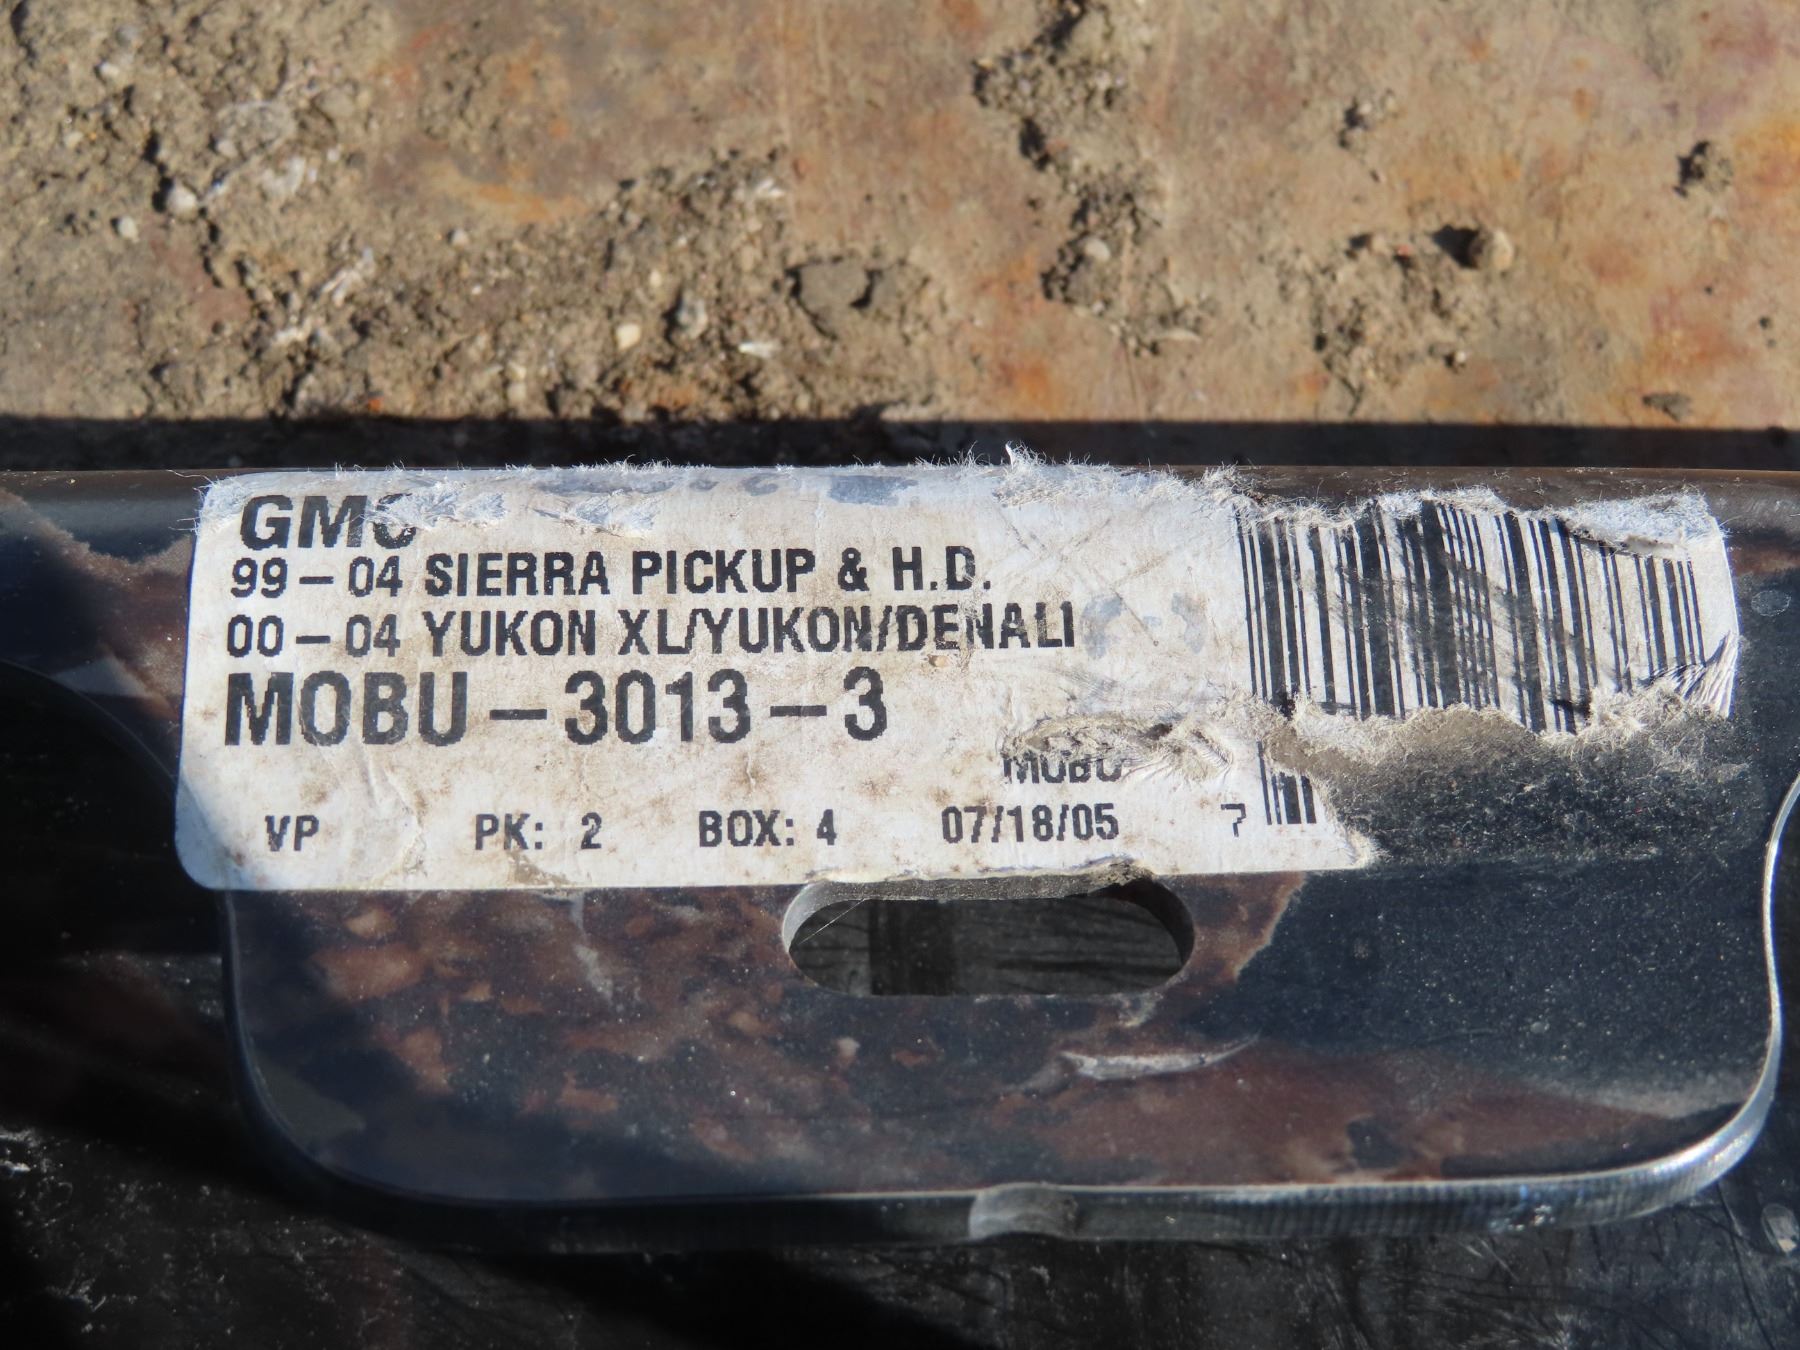 GMC
99-04 SIERRA PICKUP & H.D.
00-04 YUKON XL/YUKON/DENALI
MOBU-3013-3
MOBU
VP PK: 2 BOX: 4 07/18/05 7